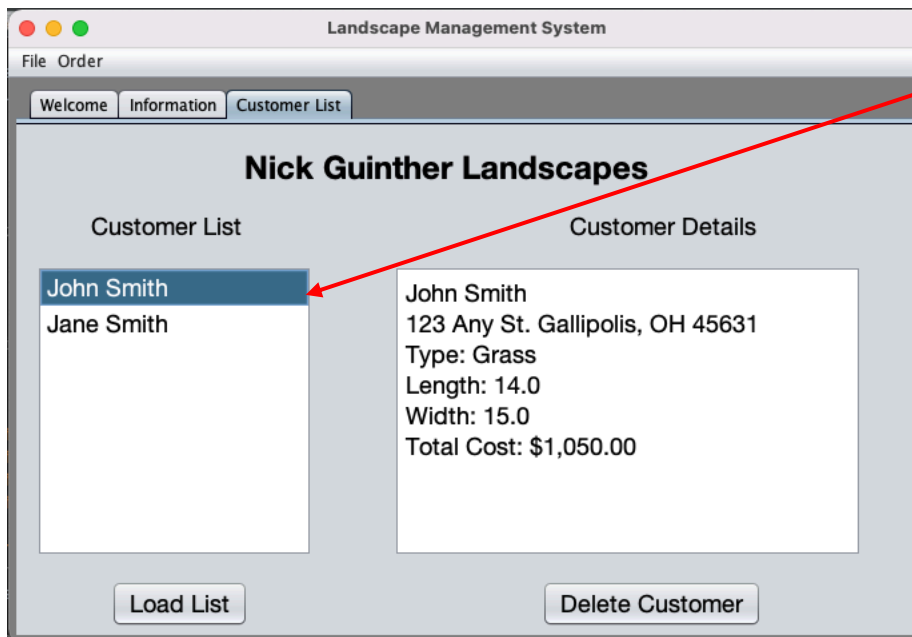 Landscape Management System
File Order
Welcome Information Customer List
Nick Guinther Landscapes
Customer List
Customer Details
John Smith
Jane Smith
John Smith
123 Any St. Gallipolis, OH 45631
Type: Grass
Length: 14.0
Width: 15.0
Total Cost: $1,050.00
Load List
Delete Customer